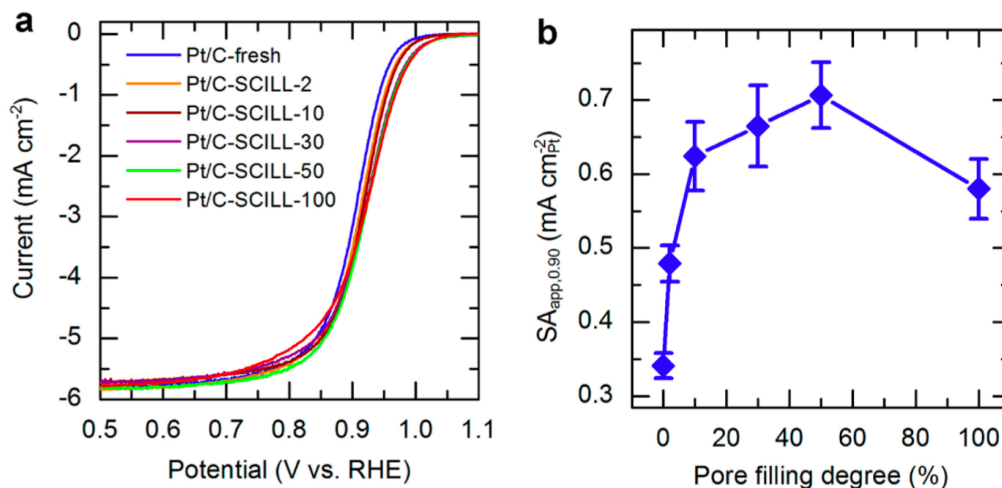 a
Pt/C-fresh
Pt/C-SCILL-2
Pt/C-SCILL-10
Pt/C-SCILL-30
Pt/C-SCILL-50
Pt/C-SCILL-100
Current (mA cm⁻²)
0
-1
-2
-3
-4
-5
-6
0.5 0.6 0.7 0.8 0.9 1.0 1.1
Potential (V vs. RHE)
b
SA_app,0.90 (mA cm_Pt⁻²)
0.7
0.6
0.5
0.4
0.3
0 20 40 60 80 100
Pore filling degree (%)